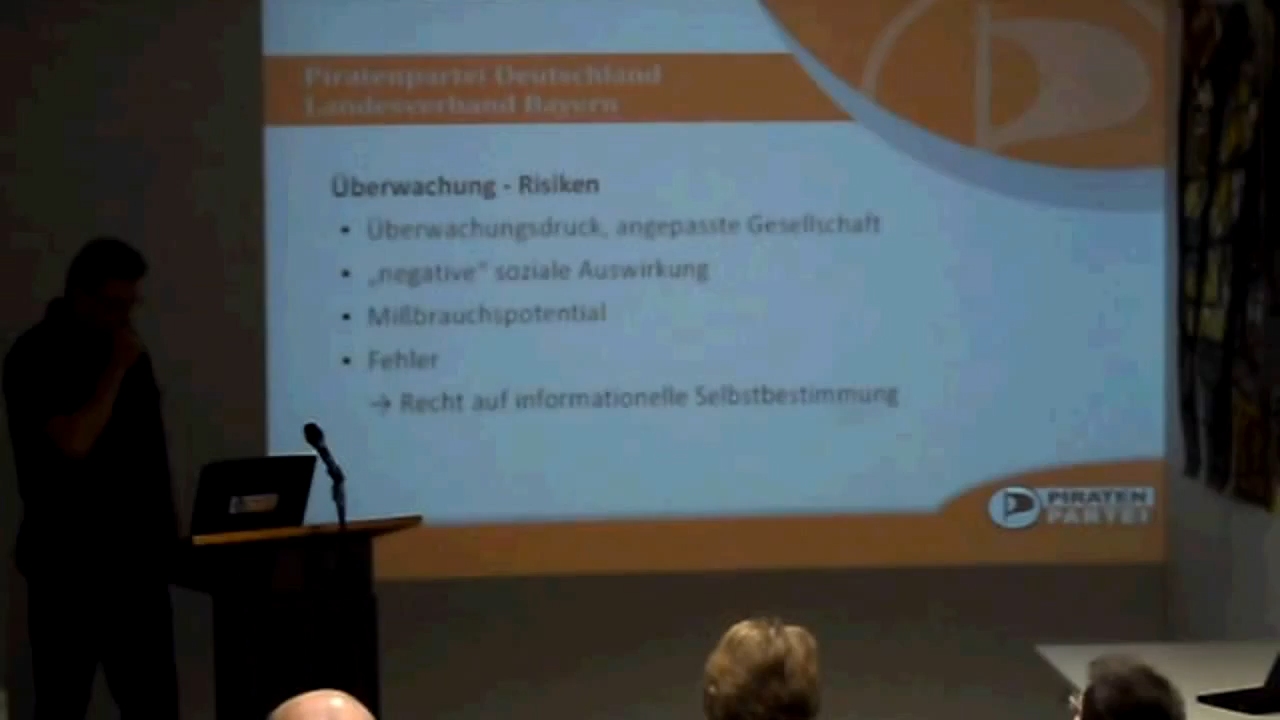 Piratenpartei Deutschland
Landesverband Bayern
Überwachung - Risiken
• Überwachungsdruck, angepasste Gesellschaft
• „negative“ soziale Auswirkung
• Mißbrauchspotential
• Fehler
→ Recht auf informationelle Selbstbestimmung
PIRATEN
PARTEI